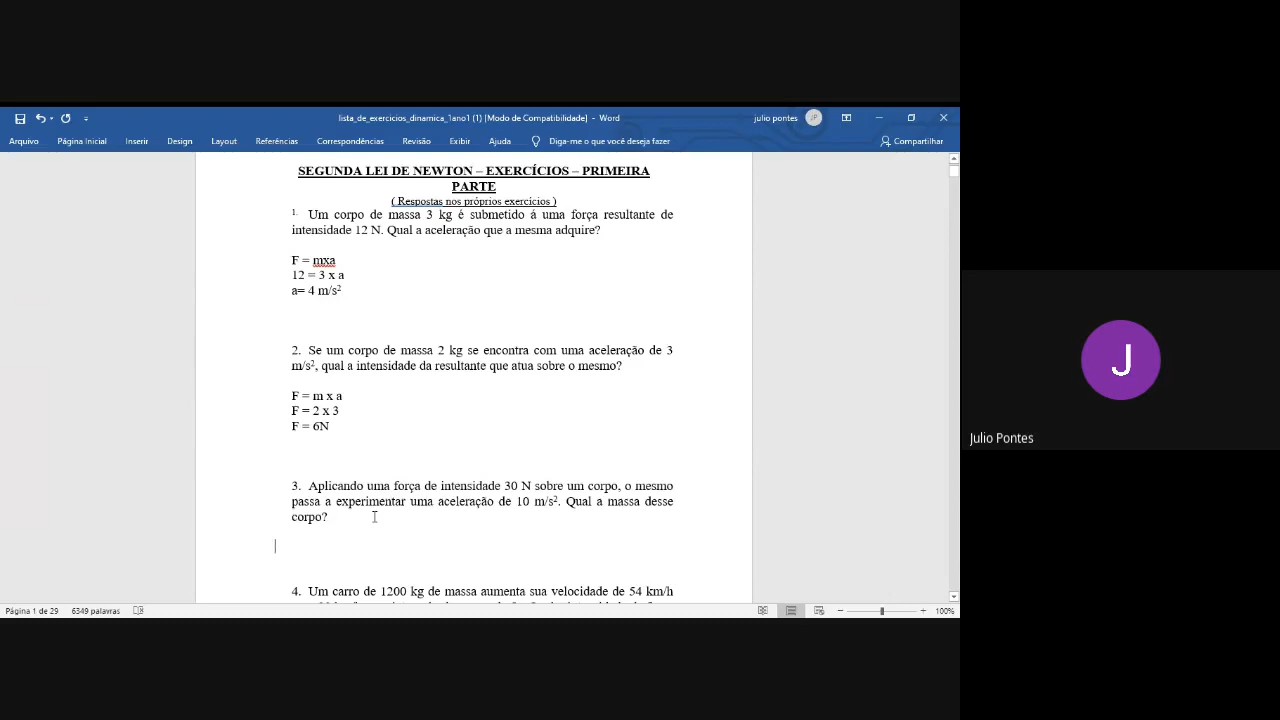 lista_de_exercicios_dinamica_1ano1 (1) [Modo de Compatibilidade] - Word
julio pontes
JP
Arquivo Página Inicial Inserir Design Layout Referências Correspondências Revisão Exibir Ajuda Diga-me o que você deseja fazer Compartilhar
SEGUNDA LEI DE NEWTON – EXERCÍCIOS – PRIMEIRA
PARTE
( Respostas nos próprios exercícios )
1. Um corpo de massa 3 kg é submetido á uma força resultante de
intensidade 12 N. Qual a aceleração que a mesma adquire?
F = mxa
12 = 3 x a
a= 4 m/s²
2. Se um corpo de massa 2 kg se encontra com uma aceleração de 3
m/s², qual a intensidade da resultante que atua sobre o mesmo?
F = m x a
F = 2 x 3
F = 6N
3. Aplicando uma força de intensidade 30 N sobre um corpo, o mesmo
passa a experimentar uma aceleração de 10 m/s². Qual a massa desse
corpo?
4. Um carro de 1200 kg de massa aumenta sua velocidade de 54 km/h
Página 1 de 29 6349 palavras 100%
J
Julio Pontes